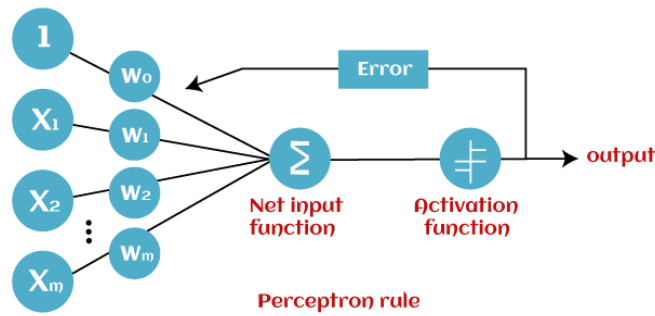 1
W₀
Error
X₁
W₁
Σ
output
X₂
W₂
Net input
function
Activation
function
Xₘ
Wₘ
Perceptron rule